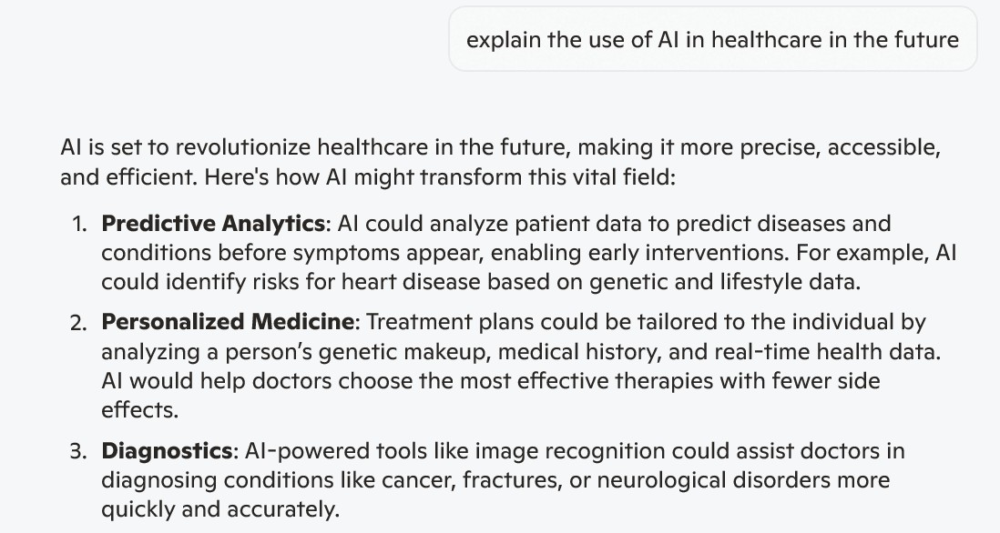 explain the use of AI in healthcare in the future
AI is set to revolutionize healthcare in the future, making it more precise, accessible,
and efficient. Here's how AI might transform this vital field:
1. Predictive Analytics: AI could analyze patient data to predict diseases and
conditions before symptoms appear, enabling early interventions. For example, AI
could identify risks for heart disease based on genetic and lifestyle data.
2. Personalized Medicine: Treatment plans could be tailored to the individual by
analyzing a person’s genetic makeup, medical history, and real-time health data.
AI would help doctors choose the most effective therapies with fewer side
effects.
3. Diagnostics: AI-powered tools like image recognition could assist doctors in
diagnosing conditions like cancer, fractures, or neurological disorders more
quickly and accurately.